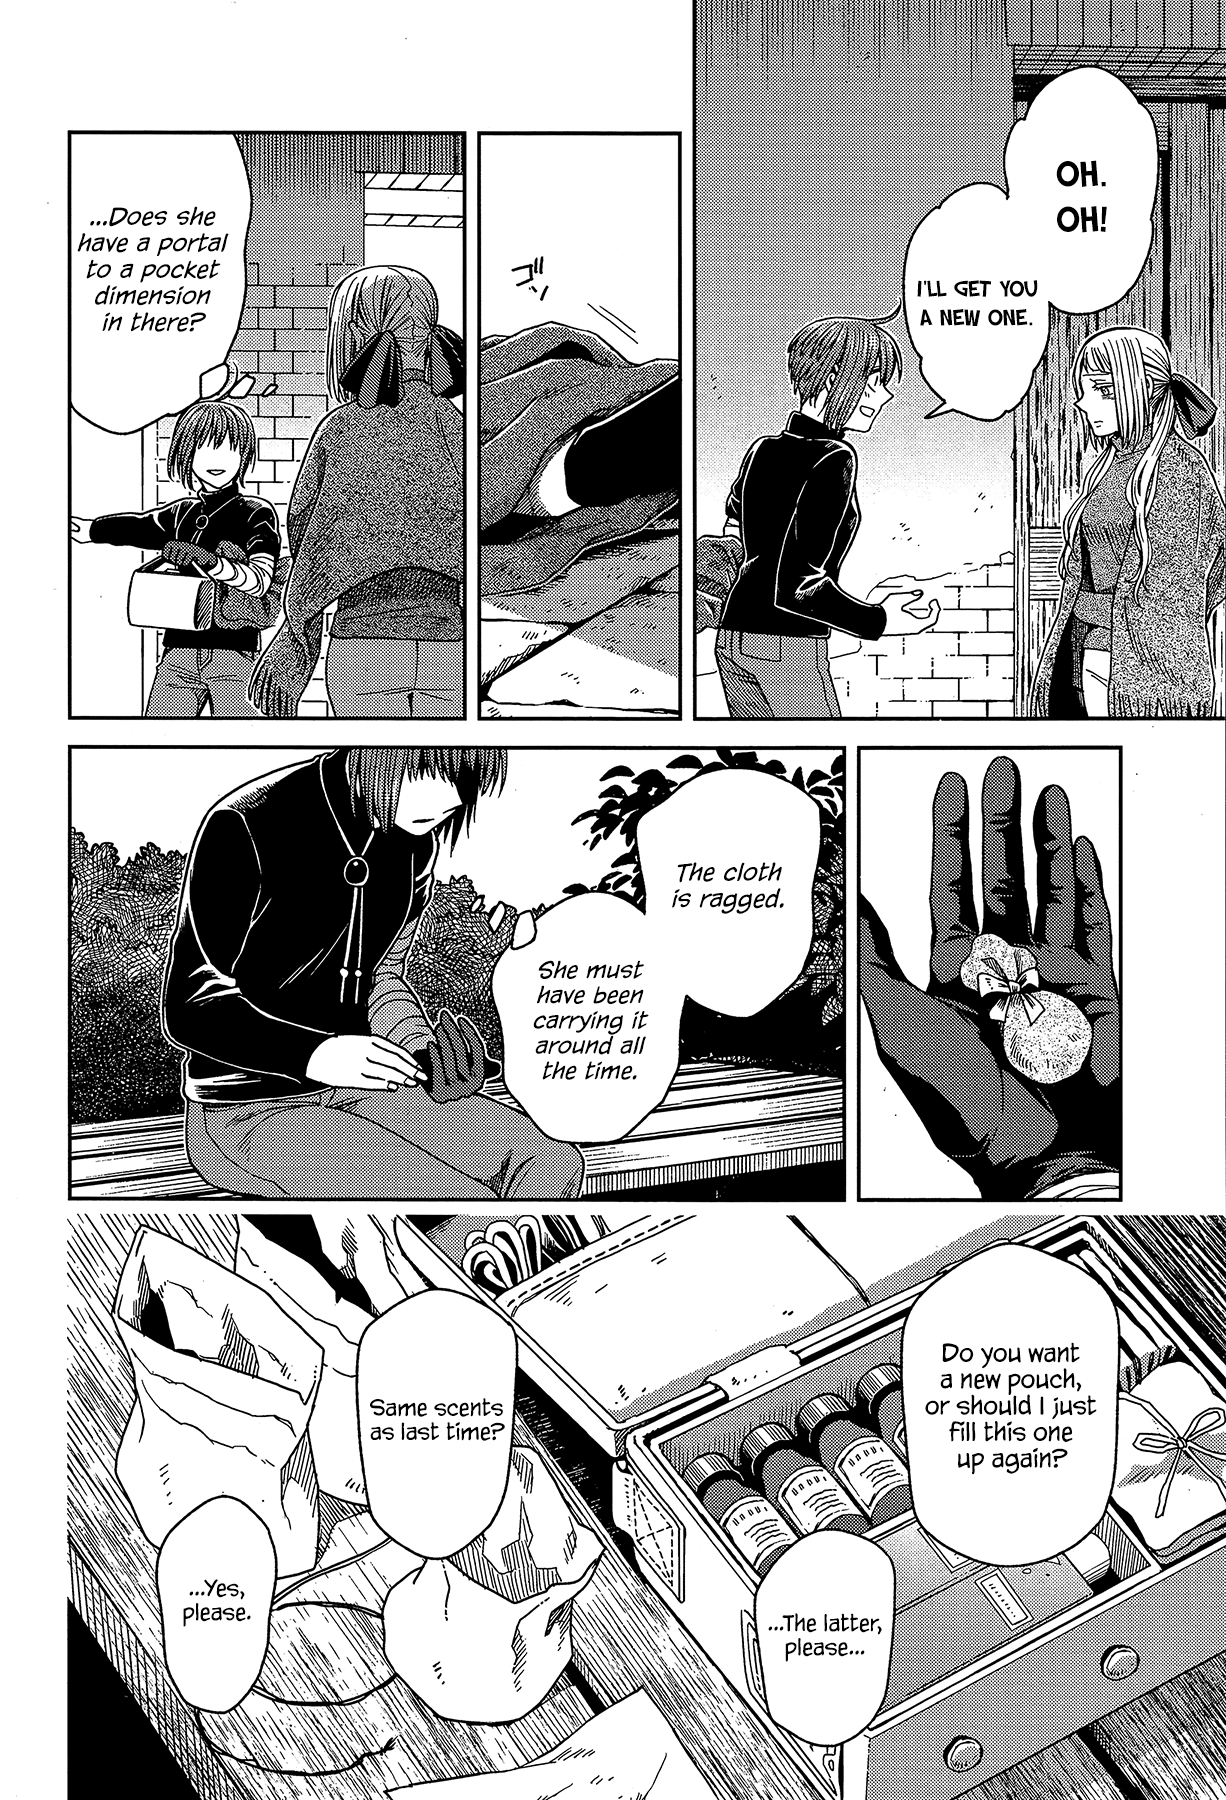 OH.
OH!
I'LL GET YOU
A NEW ONE.
ゴソ
...Does she
have a portal
to a pocket
dimension
in there?
The cloth
is ragged.
She must
have been
carrying it
around all
the time.
Do you want
a new pouch,
or should I just
fill this one
up again?
...The latter,
please...
Same scents
as last time?
...Yes,
please.